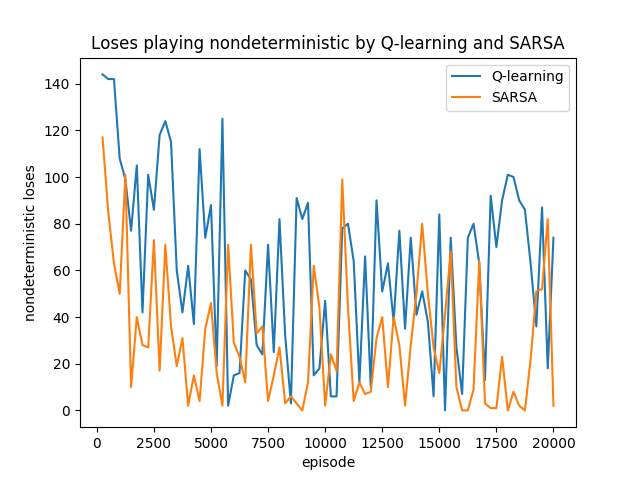 Loses playing nondeterministic by Q-learning and SARSA
Q-learning
SARSA
nondeterministic loses
140
120
100
80
60
40
20
0
0 2500 5000 7500 10000 12500 15000 17500 20000
episode